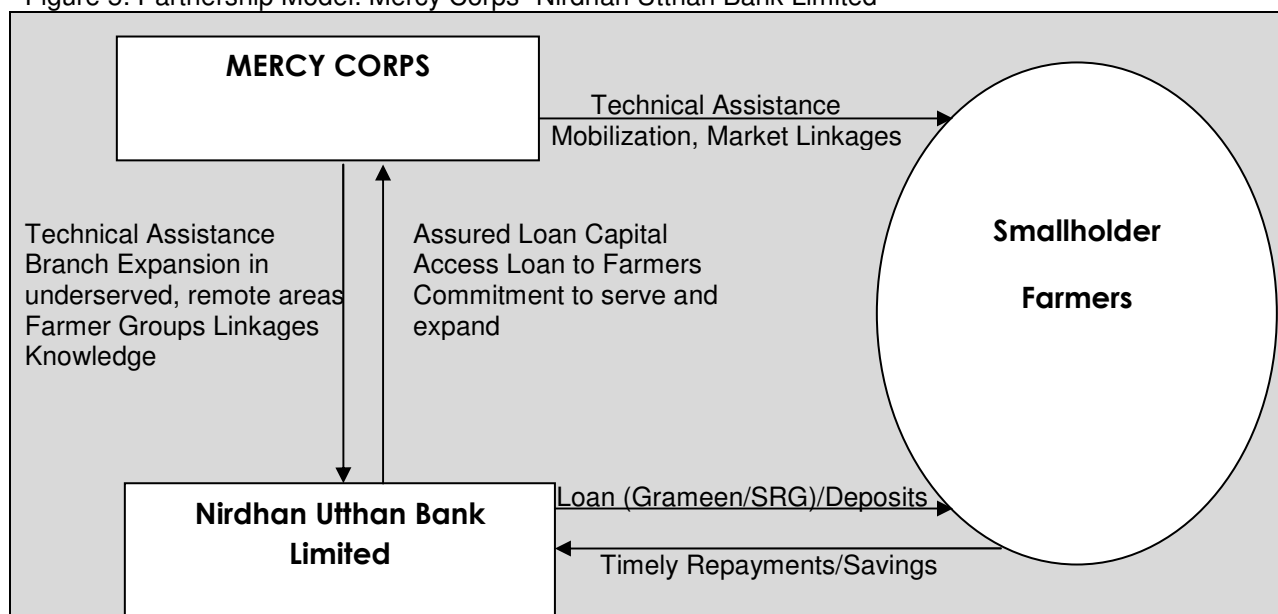 Figure 3. Partnership Model: Mercy Corps- Nirdhan Utthan Bank Limited
MERCY CORPS
Technical Assistance
Mobilization, Market Linkages
Technical Assistance
Branch Expansion in
underserved, remote areas
Farmer Groups Linkages
Knowledge
Assured Loan Capital
Access Loan to Farmers
Commitment to serve and
expand
Smallholder
Farmers
Nirdhan Utthan Bank
Limited
Loan (Grameen/SRG)/Deposits
Timely Repayments/Savings